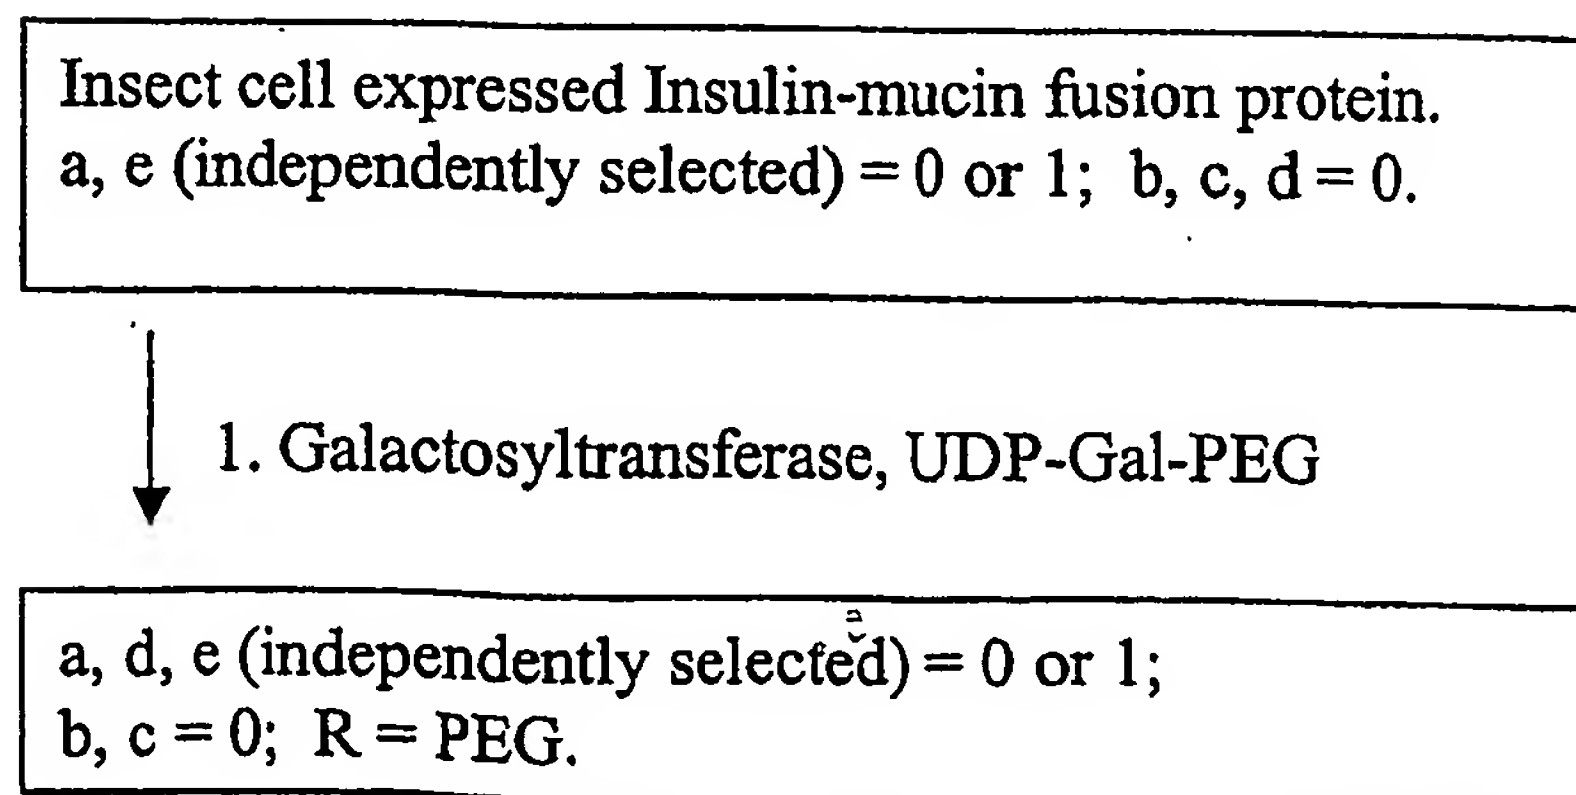 Insect cell expressed Insulin-mucin fusion protein.
a, e (independently selected) = 0 or 1; b, c, d = 0.
1. Galactosyltransferase, UDP-Gal-PEG
a, d, e (independently selected) = 0 or 1;
b, c = 0; R = PEG.